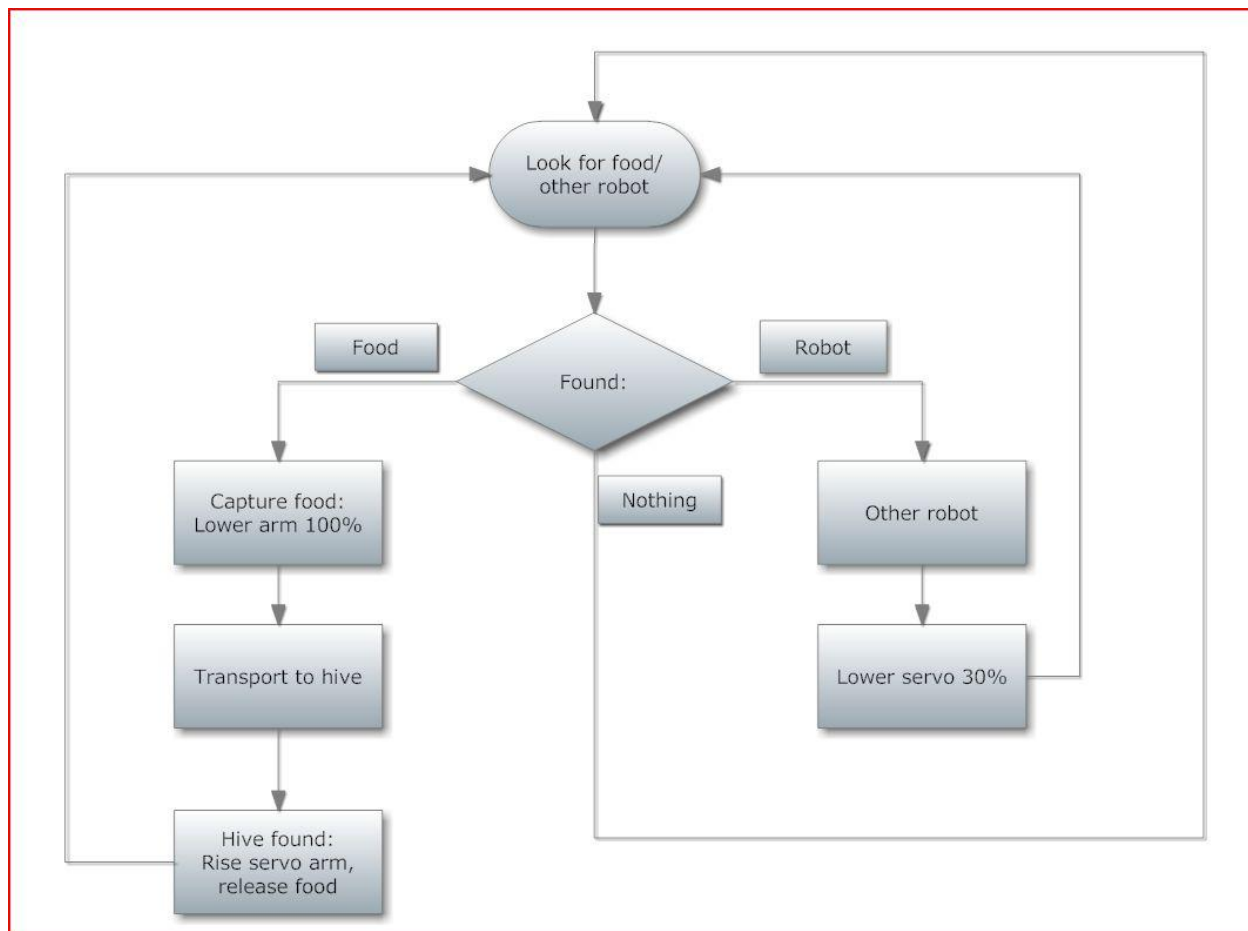 Look for food/
other robot
Food
Robot
Found:
Capture food:
Lower arm 100%
Nothing
Other robot
Transport to hive
Lower servo 30%
Hive found:
Rise servo arm,
release food